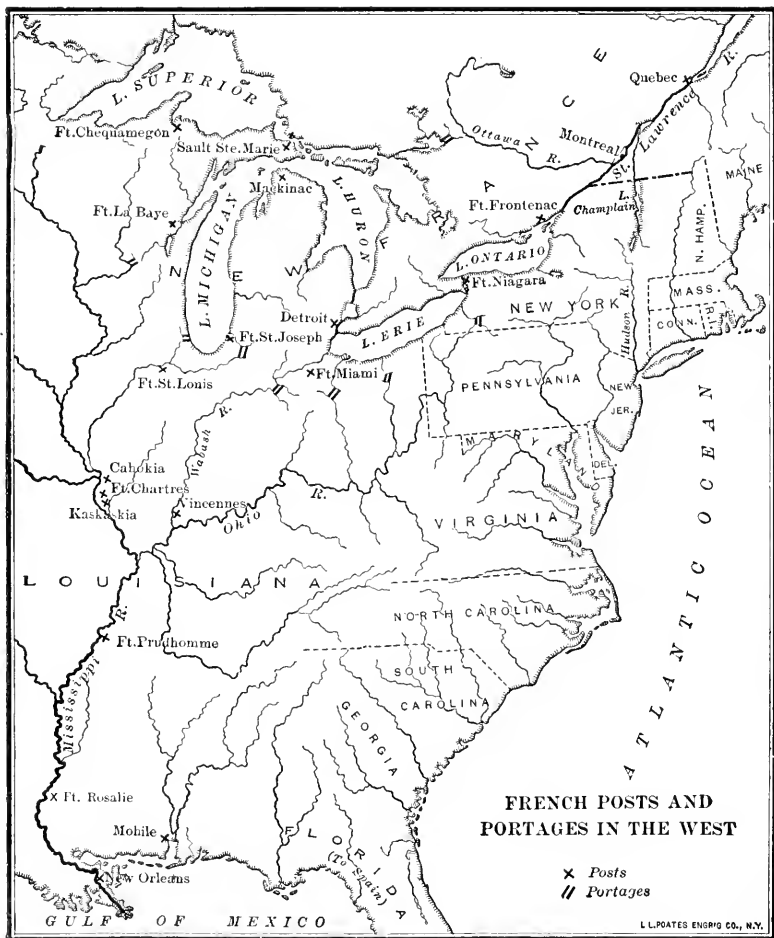 L. SUPERIOR
Quebec
Ottawa R.
Montreal
St. Lawrence R.
Ft.Chequamegon
Sault Ste. Marie
Mackinac
L. HURON
NEW FRANCE
Ft.Frontenac
L. Champlain
MAINE
N. HAMP.
Ft.La Baye
L. MICHIGAN
L. ONTARIO
Ft.Niagara
MASS.
CONN.
R.I.
NEW YORK
Hudson R.
Detroit
L. ERIE
Ft.St.Joseph
Ft.St.Louis
Ft.Miami
PENNSYLVANIA
NEW
JER.
Wabash R.
MARYLAND
DEL.
Cahokia
Ft.Chartres
Kaskaskia
Vincennes
Ohio R.
VIRGINIA
LOUISIANA
NORTH CAROLINA
Ft.Prudhomme
SOUTH
CAROLINA
Mississippi R.
GEORGIA
ATLANTIC OCEAN
Ft. Rosalie
Mobile
FLORIDA
(To Spain)
New Orleans
GULF OF MEXICO
FRENCH POSTS AND
PORTAGES IN THE WEST
Posts
Portages
L L.POATES ENGR'G CO., N.Y.